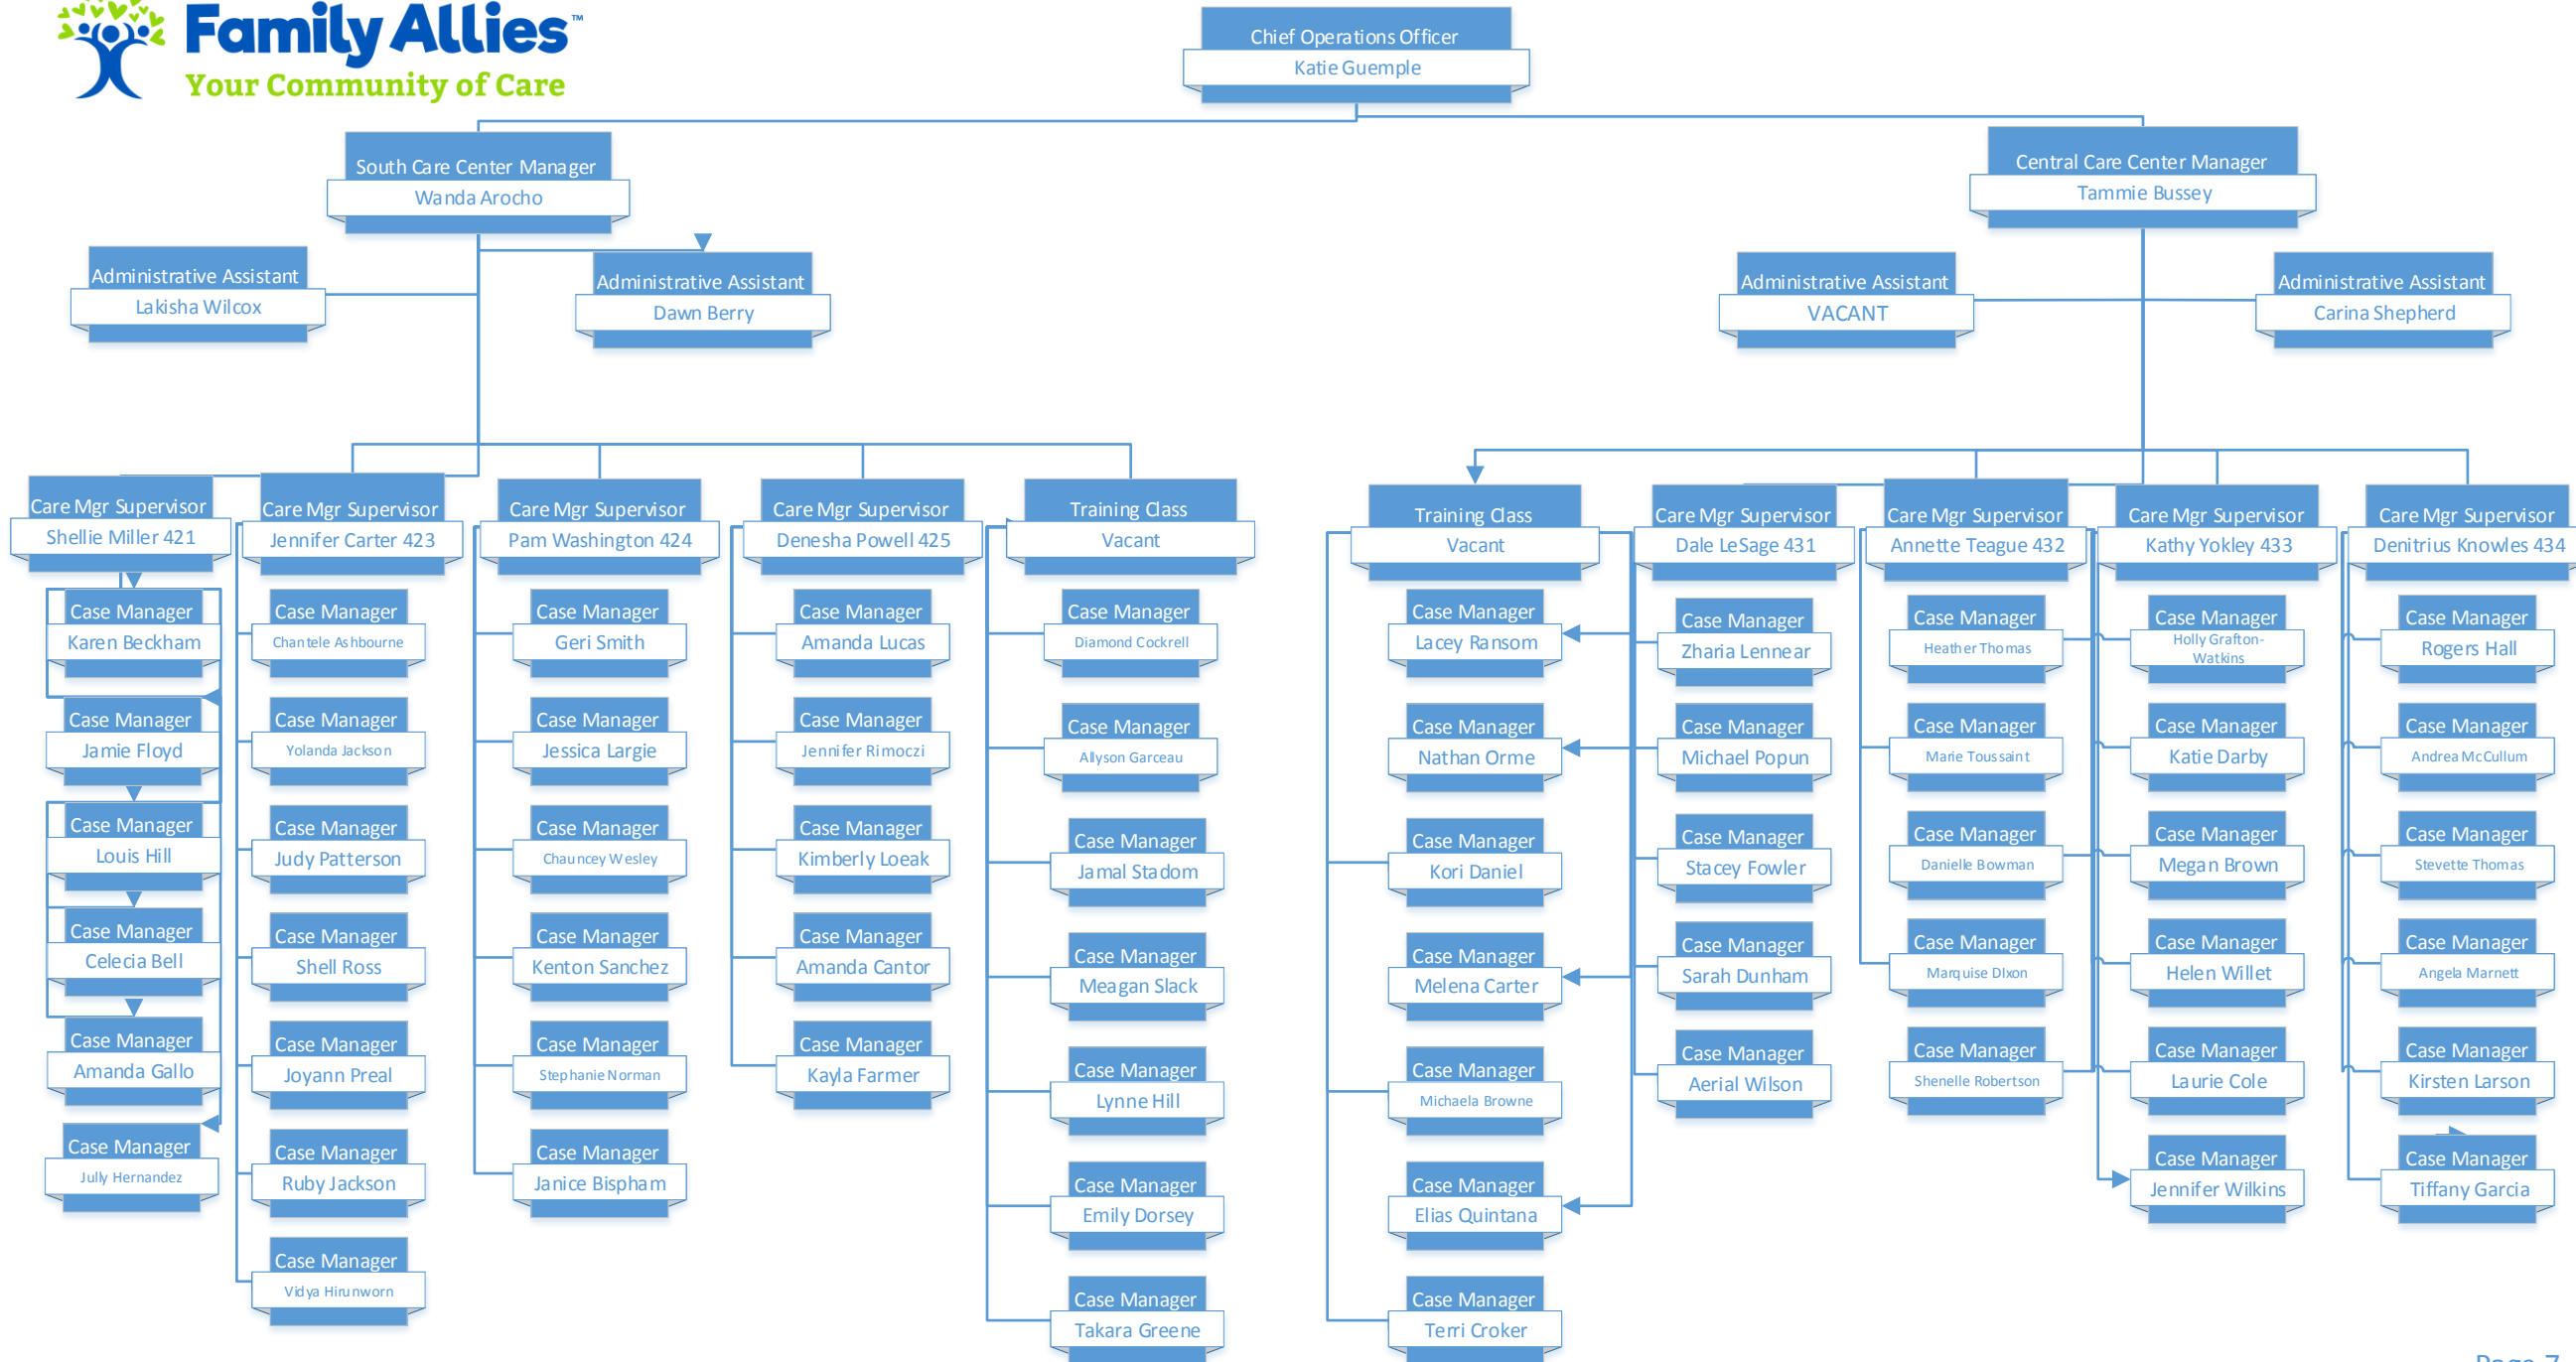 Family Allies™
Your Community of Care
Chief Operations Officer
Katie Guemple
South Care Center Manager
Wanda Arocho
Central Care Center Manager
Tammie Bussey
Administrative Assistant
Lakisha Wilcox
Administrative Assistant
Dawn Berry
Administrative Assistant
VACANT
Administrative Assistant
Carina Shepherd
Care Mgr Supervisor
Shellie Miller 421
Case Manager
Karen Beckham
Case Manager
Jamie Floyd
Case Manager
Louis Hill
Case Manager
Celecia Bell
Case Manager
Amanda Gallo
Case Manager
Jully Hernandez
Care Mgr Supervisor
Jennifer Carter 423
Case Manager
Chantele Ashbourne
Case Manager
Yolanda Jackson
Case Manager
Judy Patterson
Case Manager
Shell Ross
Case Manager
Joyann Preal
Case Manager
Ruby Jackson
Case Manager
Vidya Hirunworn
Care Mgr Supervisor
Pam Washington 424
Case Manager
Geri Smith
Case Manager
Jessica Largie
Case Manager
Chauncey Wesley
Case Manager
Kenton Sanchez
Case Manager
Stephanie Norman
Case Manager
Janice Bispham
Care Mgr Supervisor
Denesha Powell 425
Case Manager
Amanda Lucas
Case Manager
Jennifer Rimoczi
Case Manager
Kimberly Loeak
Case Manager
Amanda Cantor
Case Manager
Kayla Farmer
Training Class
Vacant
Case Manager
Diamond Cockrell
Case Manager
Allyson Garceau
Case Manager
Jamal Stadom
Case Manager
Meagan Slack
Case Manager
Lynne Hill
Case Manager
Emily Dorsey
Case Manager
Takara Greene
Training Class
Vacant
Case Manager
Lacey Ransom
Case Manager
Nathan Orme
Case Manager
Kori Daniel
Case Manager
Melena Carter
Case Manager
Michaela Browne
Case Manager
Elias Quintana
Case Manager
Terri Croker
Care Mgr Supervisor
Dale LeSage 431
Case Manager
Zharia Lennear
Case Manager
Michael Popun
Case Manager
Stacey Fowler
Case Manager
Sarah Dunham
Case Manager
Aerial Wilson
Care Mgr Supervisor
Annette Teague 432
Case Manager
Heather Thomas
Case Manager
Marie Toussaint
Case Manager
Danielle Bowman
Case Manager
Marquise DIxon
Case Manager
Shenelle Robertson
Care Mgr Supervisor
Kathy Yokley 433
Case Manager
Holly Grafton-
Watkins
Case Manager
Katie Darby
Case Manager
Megan Brown
Case Manager
Helen Willet
Case Manager
Laurie Cole
Case Manager
Jennifer Wilkins
Care Mgr Supervisor
Denitrius Knowles 434
Case Manager
Rogers Hall
Case Manager
Andrea McCullum
Case Manager
Stevette Thomas
Case Manager
Angela Marnett
Case Manager
Kirsten Larson
Case Manager
Tiffany Garcia
Page 7